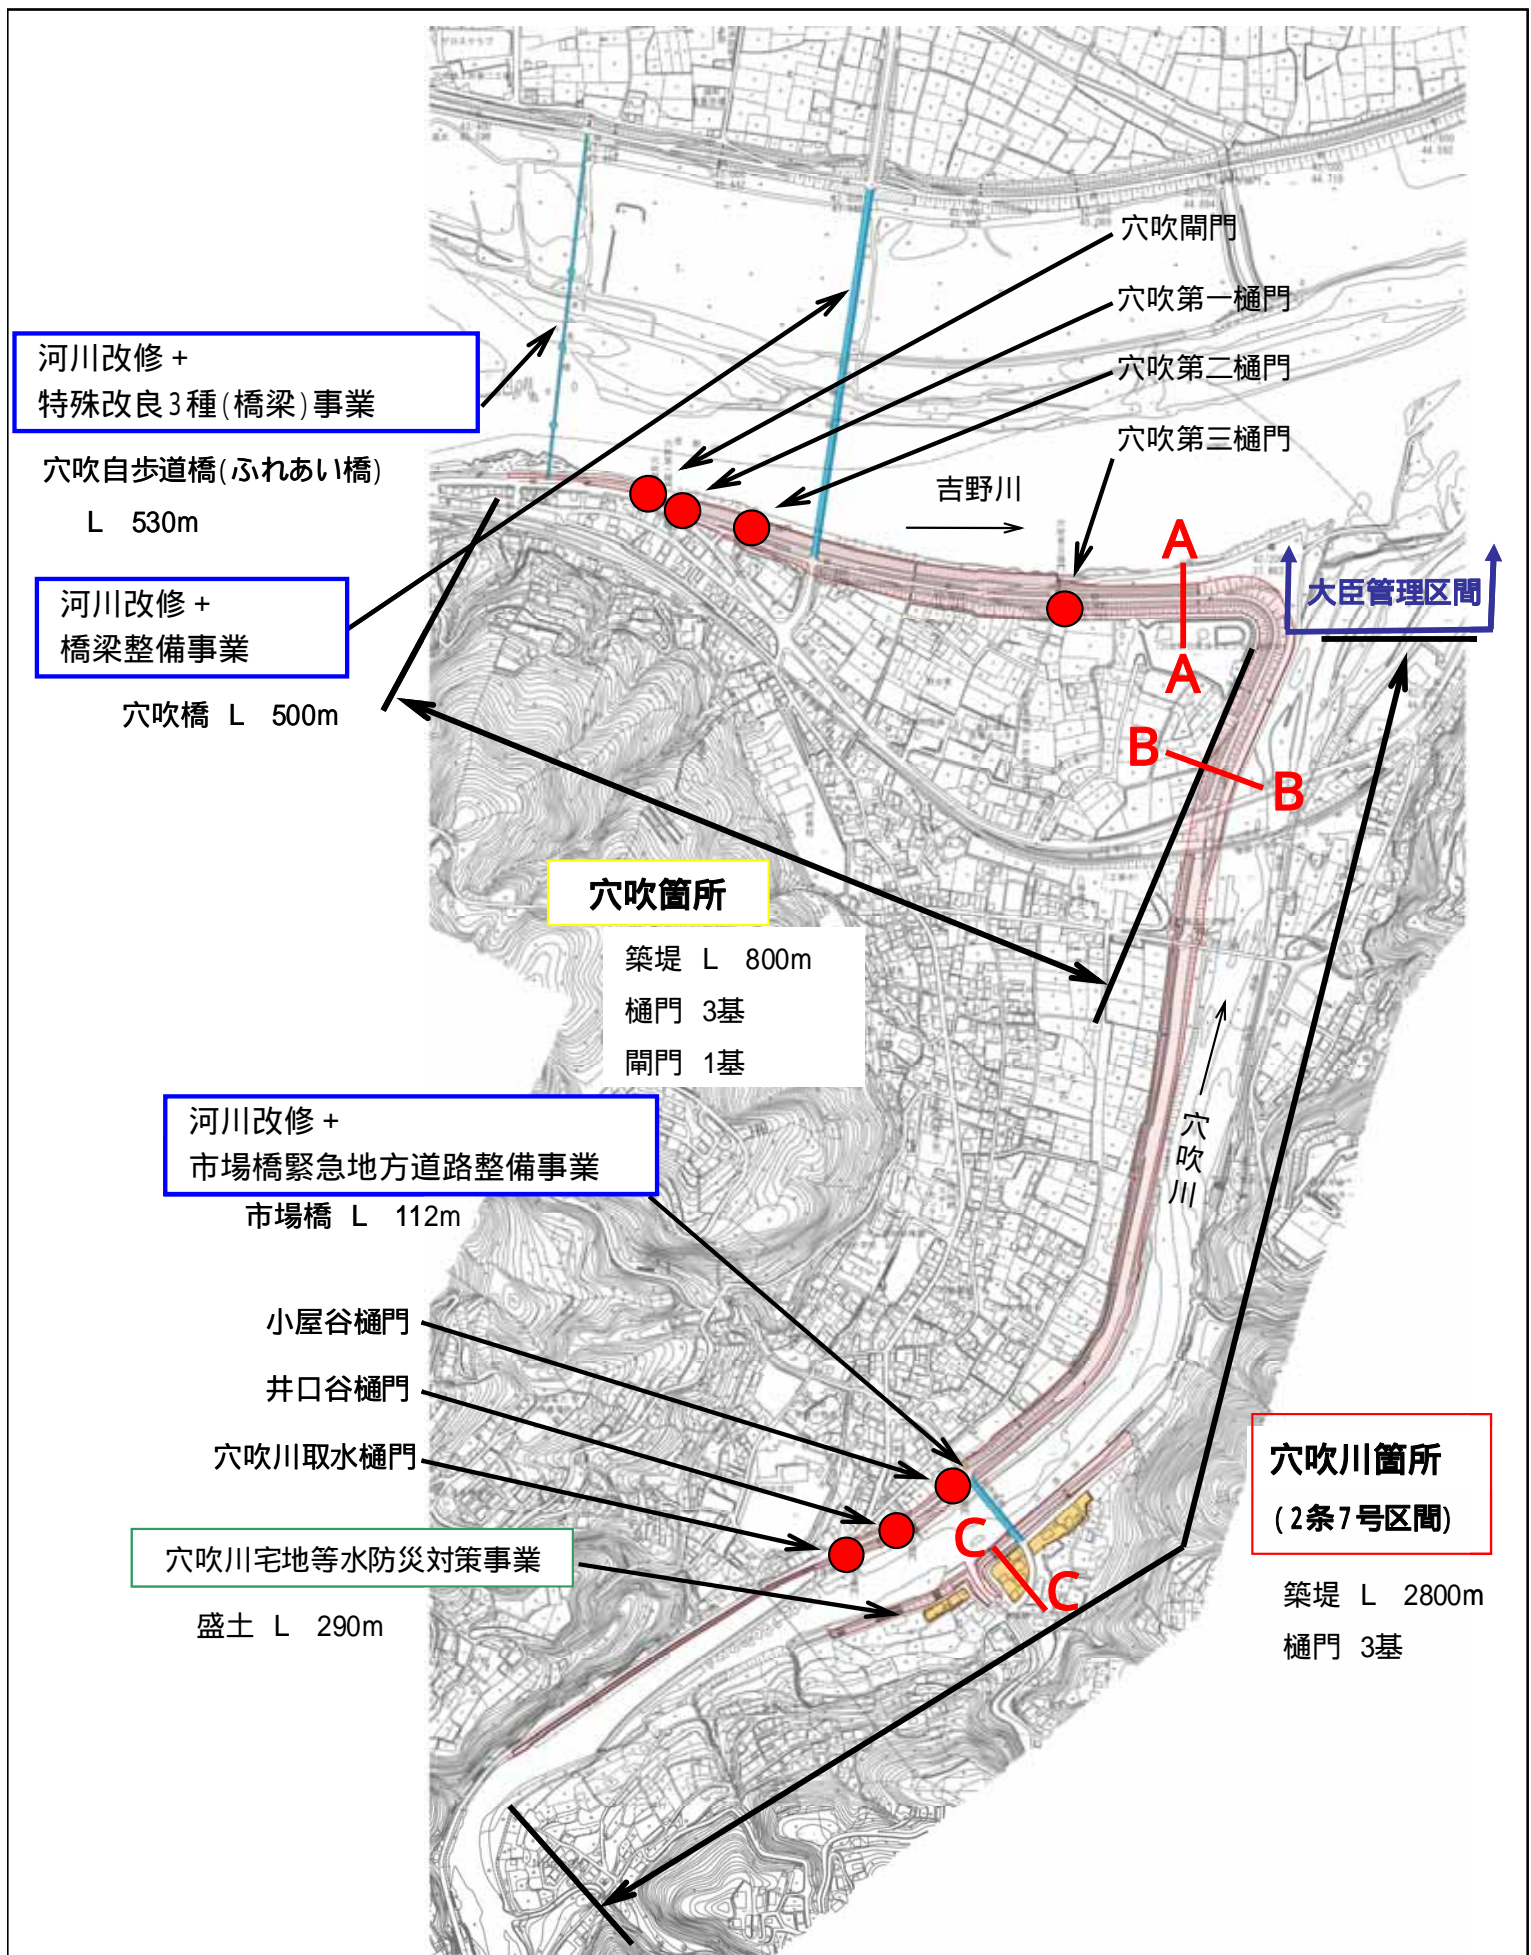 穴吹閘門
穴吹第一樋門
穴吹第二樋門
穴吹第三樋門
河川改修+
特殊改良3種(橋梁)事業
穴吹自歩道橋(ふれあい橋)
L 530m
河川改修+
橋梁整備事業
穴吹橋 L 500m
吉野川
A
A
大臣管理区間
B
B
穴吹箇所
築堤 L 800m
樋門 3基
閘門 1基
穴吹川
河川改修+
市場橋緊急地方道路整備事業
市場橋 L 112m
小屋谷樋門
井口谷樋門
穴吹川取水樋門
穴吹川宅地等水防災対策事業
盛土 L 290m
C
C
穴吹川箇所
(2条7号区間)
築堤 L 2800m
樋門 3基